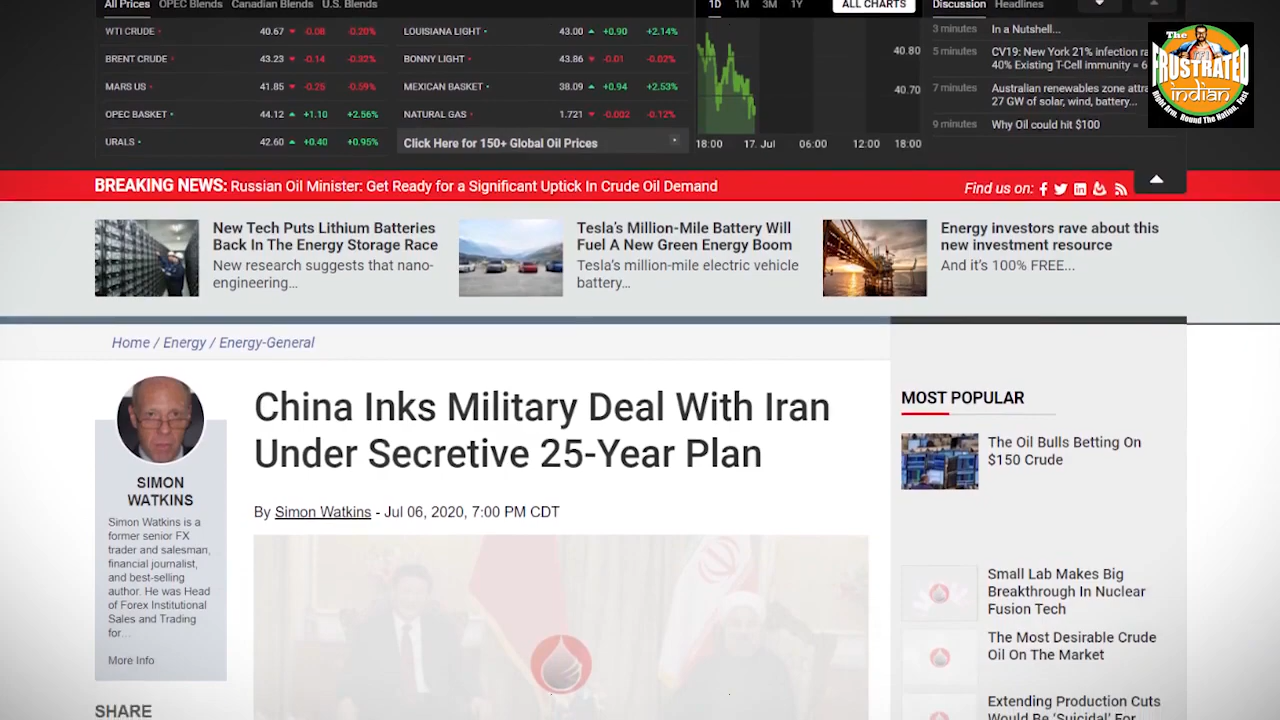 All Prices OPEC Blends Canadian Blends U.S. Blends
WTI CRUDE 40.67 -0.08 -0.20%
BRENT CRUDE 43.23 -0.14 -0.32%
MARS US 41.85 -0.25 -0.59%
OPEC BASKET 44.12 +1.10 +2.56%
URALS 42.60 +0.40 +0.95%
LOUISIANA LIGHT 43.00 +0.90 +2.14%
BONNY LIGHT 43.86 -0.01 -0.02%
MEXICAN BASKET 38.09 +0.94 +2.53%
NATURAL GAS 1.721 -0.002 -0.12%
Click Here for 150+ Global Oil Prices
1D 1M 3M 1Y ALL CHARTS
40.80
40.70
18:00 17. Jul 06:00 12:00 18:00
Discussion Headlines
3 minutes In a Nutshell...
5 minutes CV19: New York 21% infection ra
40% Existing T-Cell immunity = 6
7 minutes Australian renewables zone attra
27 GW of solar, wind, battery...
9 minutes Why Oil could hit $100
The
FRUSTRATED
indian
Right Arm, Round The Nation, Fast
BREAKING NEWS: Russian Oil Minister: Get Ready for a Significant Uptick In Crude Oil Demand
Find us on:
New Tech Puts Lithium Batteries
Back In The Energy Storage Race
New research suggests that nano-
engineering...
Tesla's Million-Mile Battery Will
Fuel A New Green Energy Boom
Tesla's million-mile electric vehicle
battery...
Energy investors rave about this
new investment resource
And it's 100% FREE...
Home / Energy / Energy-General
China Inks Military Deal With Iran
Under Secretive 25-Year Plan
By Simon Watkins - Jul 06, 2020, 7:00 PM CDT
SIMON
WATKINS
Simon Watkins is a
former senior FX
trader and salesman,
financial journalist,
and best-selling
author. He was Head
of Forex Institutional
Sales and Trading
for...
More Info
SHARE
MOST POPULAR
The Oil Bulls Betting On
$150 Crude
Small Lab Makes Big
Breakthrough In Nuclear
Fusion Tech
The Most Desirable Crude
Oil On The Market
Extending Production Cuts
Would Be 'Suicidal' For